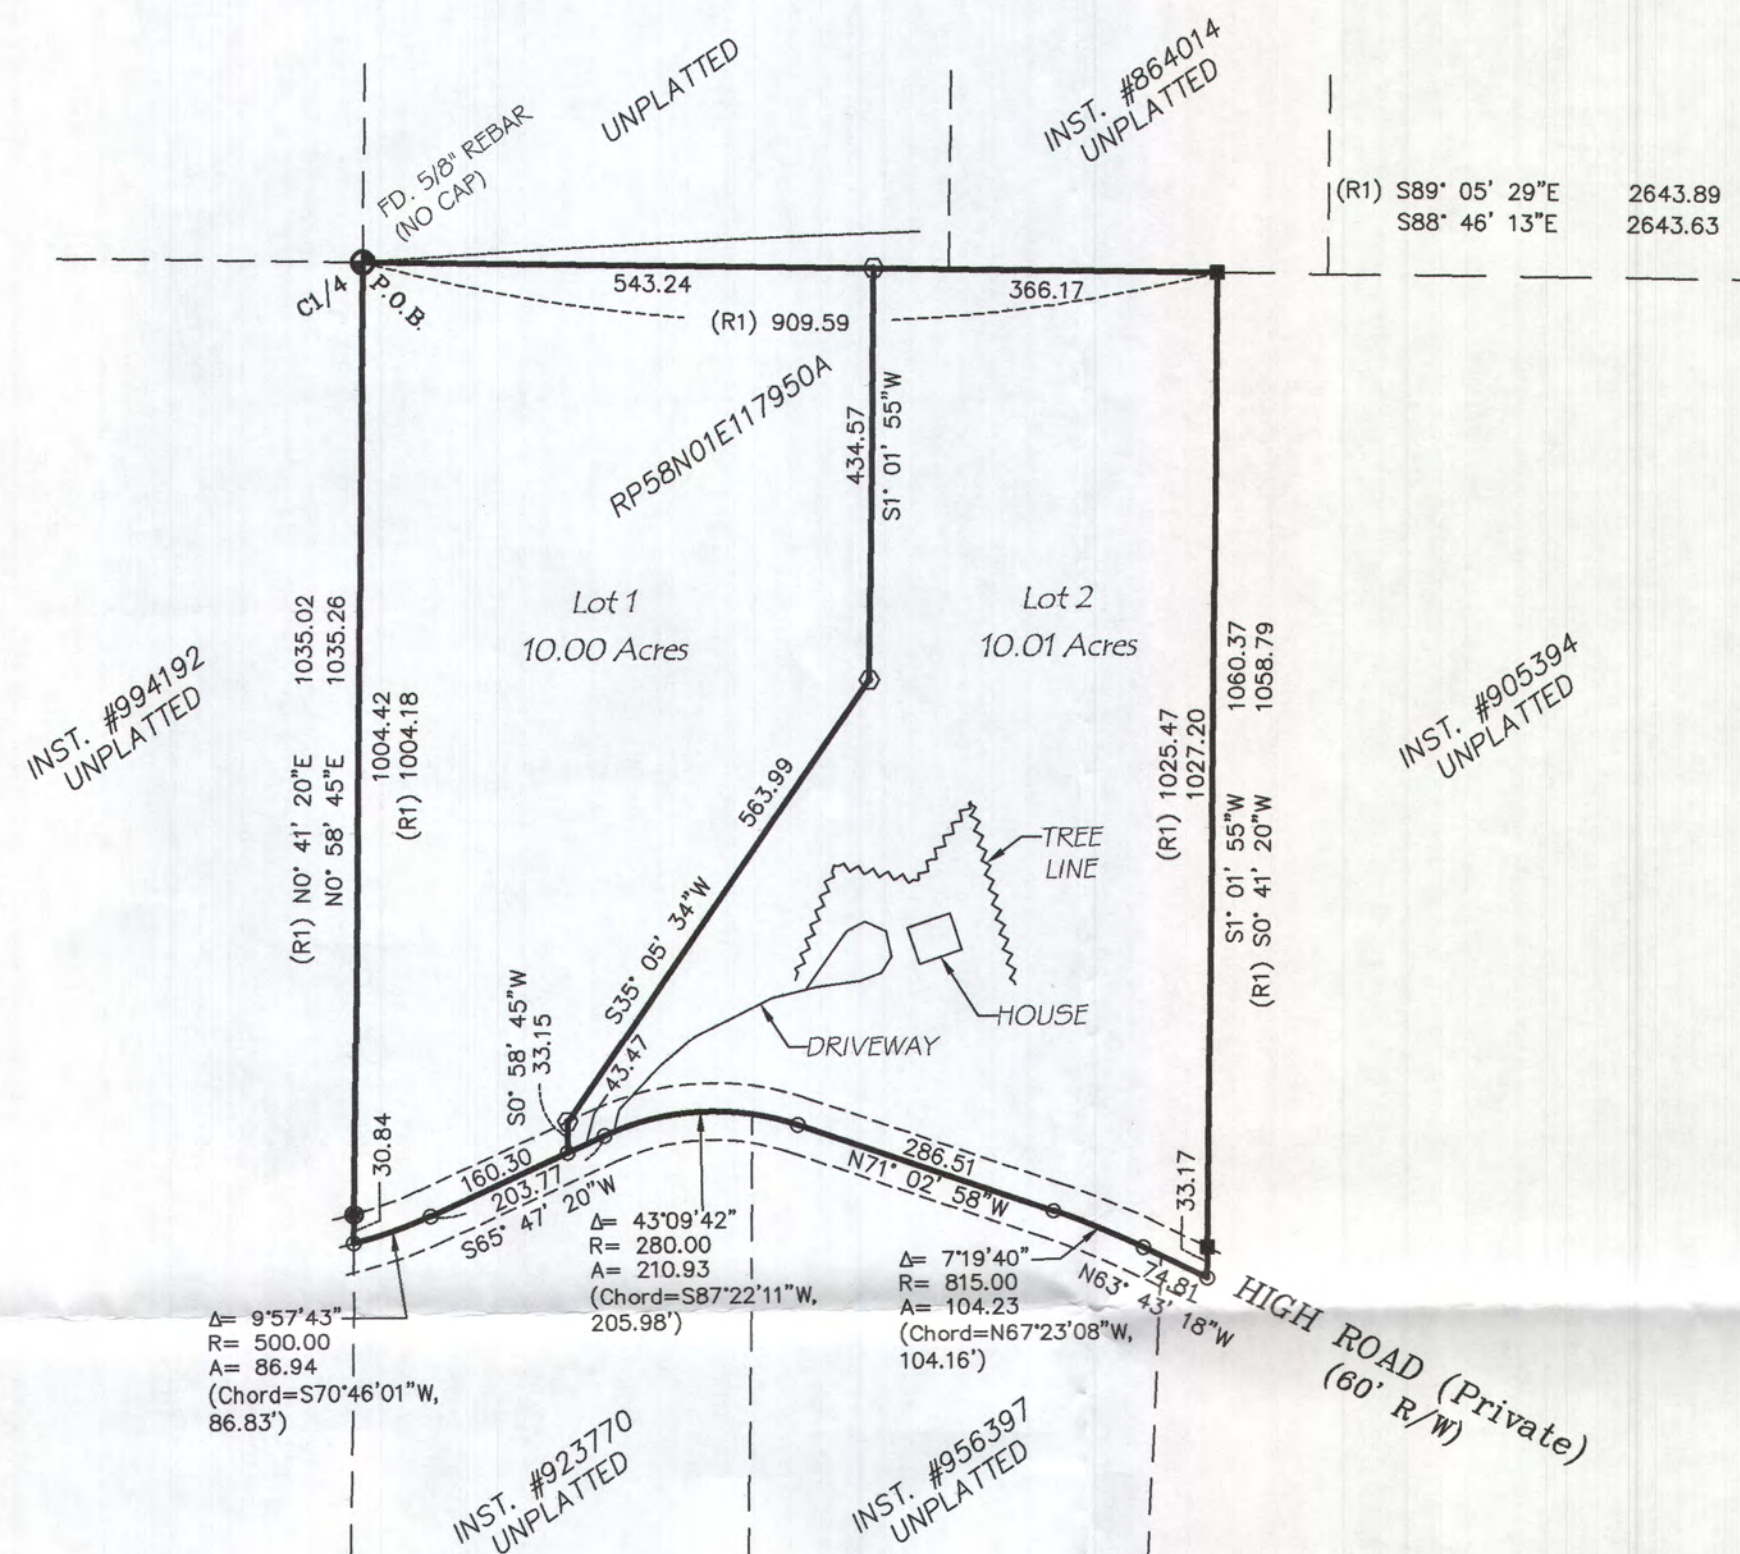 UNPLATTED
INST. #864014
UNPLATTED
FD. 5/8" REBAR
(NO CAP)
(R1) S89° 05' 29"E 2643.89
S88° 46' 13"E 2643.63
C1/4
P.O.B.
543.24
366.17
(R1) 909.59
RP58N01E117950A
434.57
S1° 01' 55"W
Lot 1
10.00 Acres
Lot 2
10.01 Acres
INST. #994192
UNPLATTED
(R1) N0° 41' 20"E 1035.02
N0° 58' 45"E 1035.26
1004.42
(R1) 1004.18
563.99
S35° 05' 34"W
(R1) 1025.47
1027.20
S1° 01' 55"W 1060.37
(R1) S0° 41' 20"W 1058.79
INST. #905394
UNPLATTED
TREE
LINE
HOUSE
DRIVEWAY
S0° 58' 45"W
33.15
43.47
30.84
160.30
203.77
S65° 47' 20"W
286.51
N71° 02' 58"W
33.17
Δ= 43°09'42"
R= 280.00
A= 210.93
(Chord=S87°22'11"W,
205.98')
Δ= 7°19'40"
R= 815.00
A= 104.23
(Chord=N67°23'08"W,
104.16')
74.81
N63° 43' 18"W
Δ= 9°57'43"
R= 500.00
A= 86.94
(Chord=S70°46'01"W,
86.83')
HIGH ROAD (Private)
(60' R/W)
INST. #923770
UNPLATTED
INST. #956397
UNPLATTED